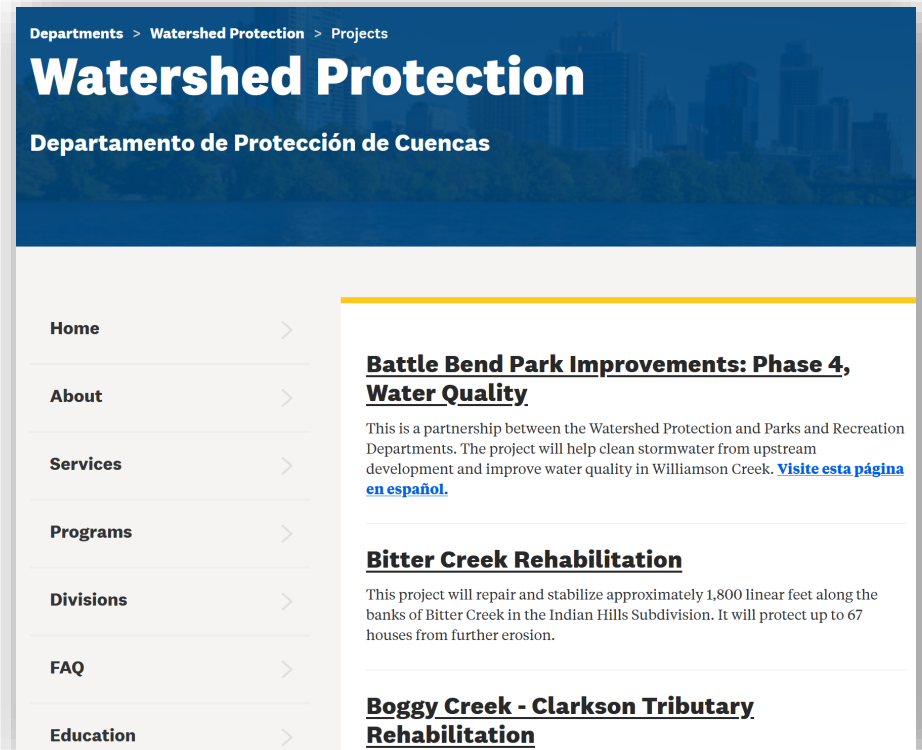 Departments > Watershed Protection > Projects
Watershed Protection
Departamento de Protección de Cuencas
Home
About
Services
Programs
Divisions
FAQ
Education
Battle Bend Park Improvements: Phase 4,
Water Quality
This is a partnership between the Watershed Protection and Parks and Recreation
Departments. The project will help clean stormwater from upstream
development and improve water quality in Williamson Creek. Visite esta página
en español.
Bitter Creek Rehabilitation
This project will repair and stabilize approximately 1,800 linear feet along the
banks of Bitter Creek in the Indian Hills Subdivision. It will protect up to 67
houses from further erosion.
Boggy Creek - Clarkson Tributary
Rehabilitation